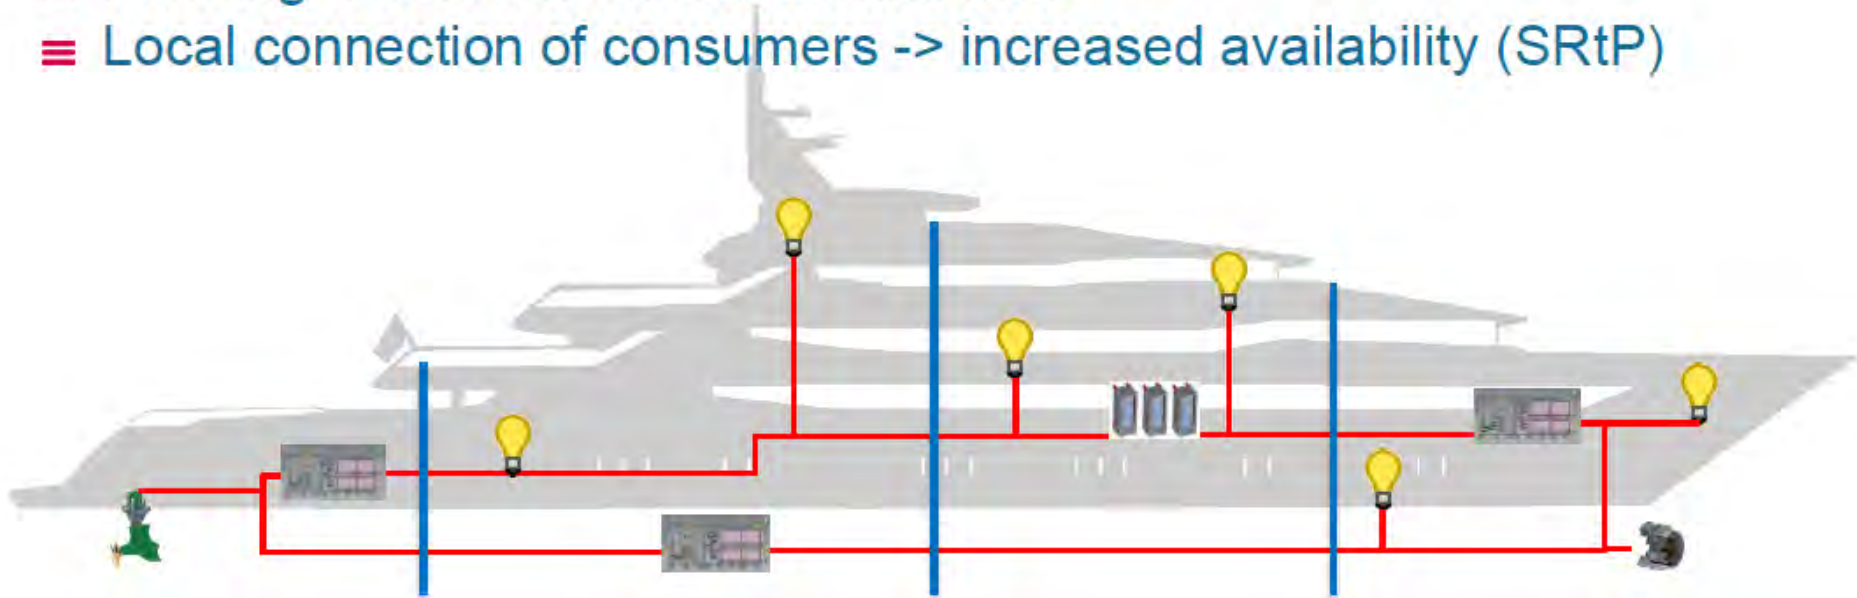 Local connection of consumers -> increased availability (SRtP)